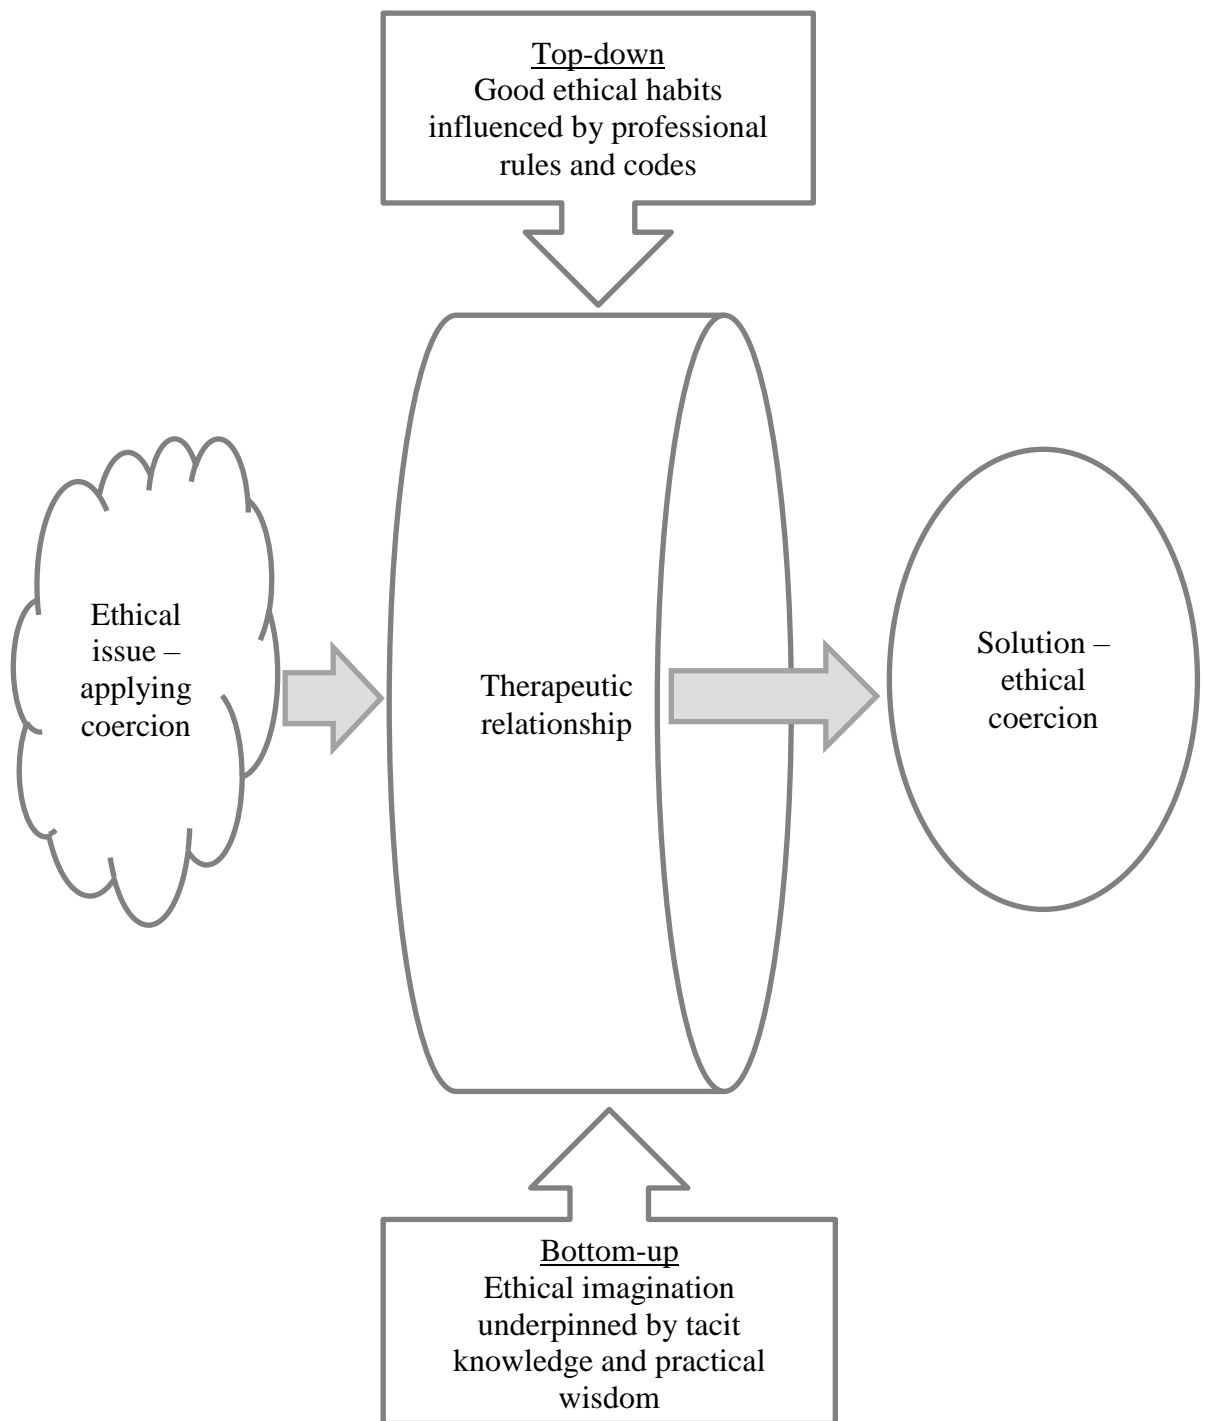 Top-down
Good ethical habits
influenced by professional
rules and codes
Ethical
issue –
applying
coercion
Therapeutic
relationship
Solution –
ethical
coercion
Bottom-up
Ethical imagination
underpinned by tacit
knowledge and practical
wisdom